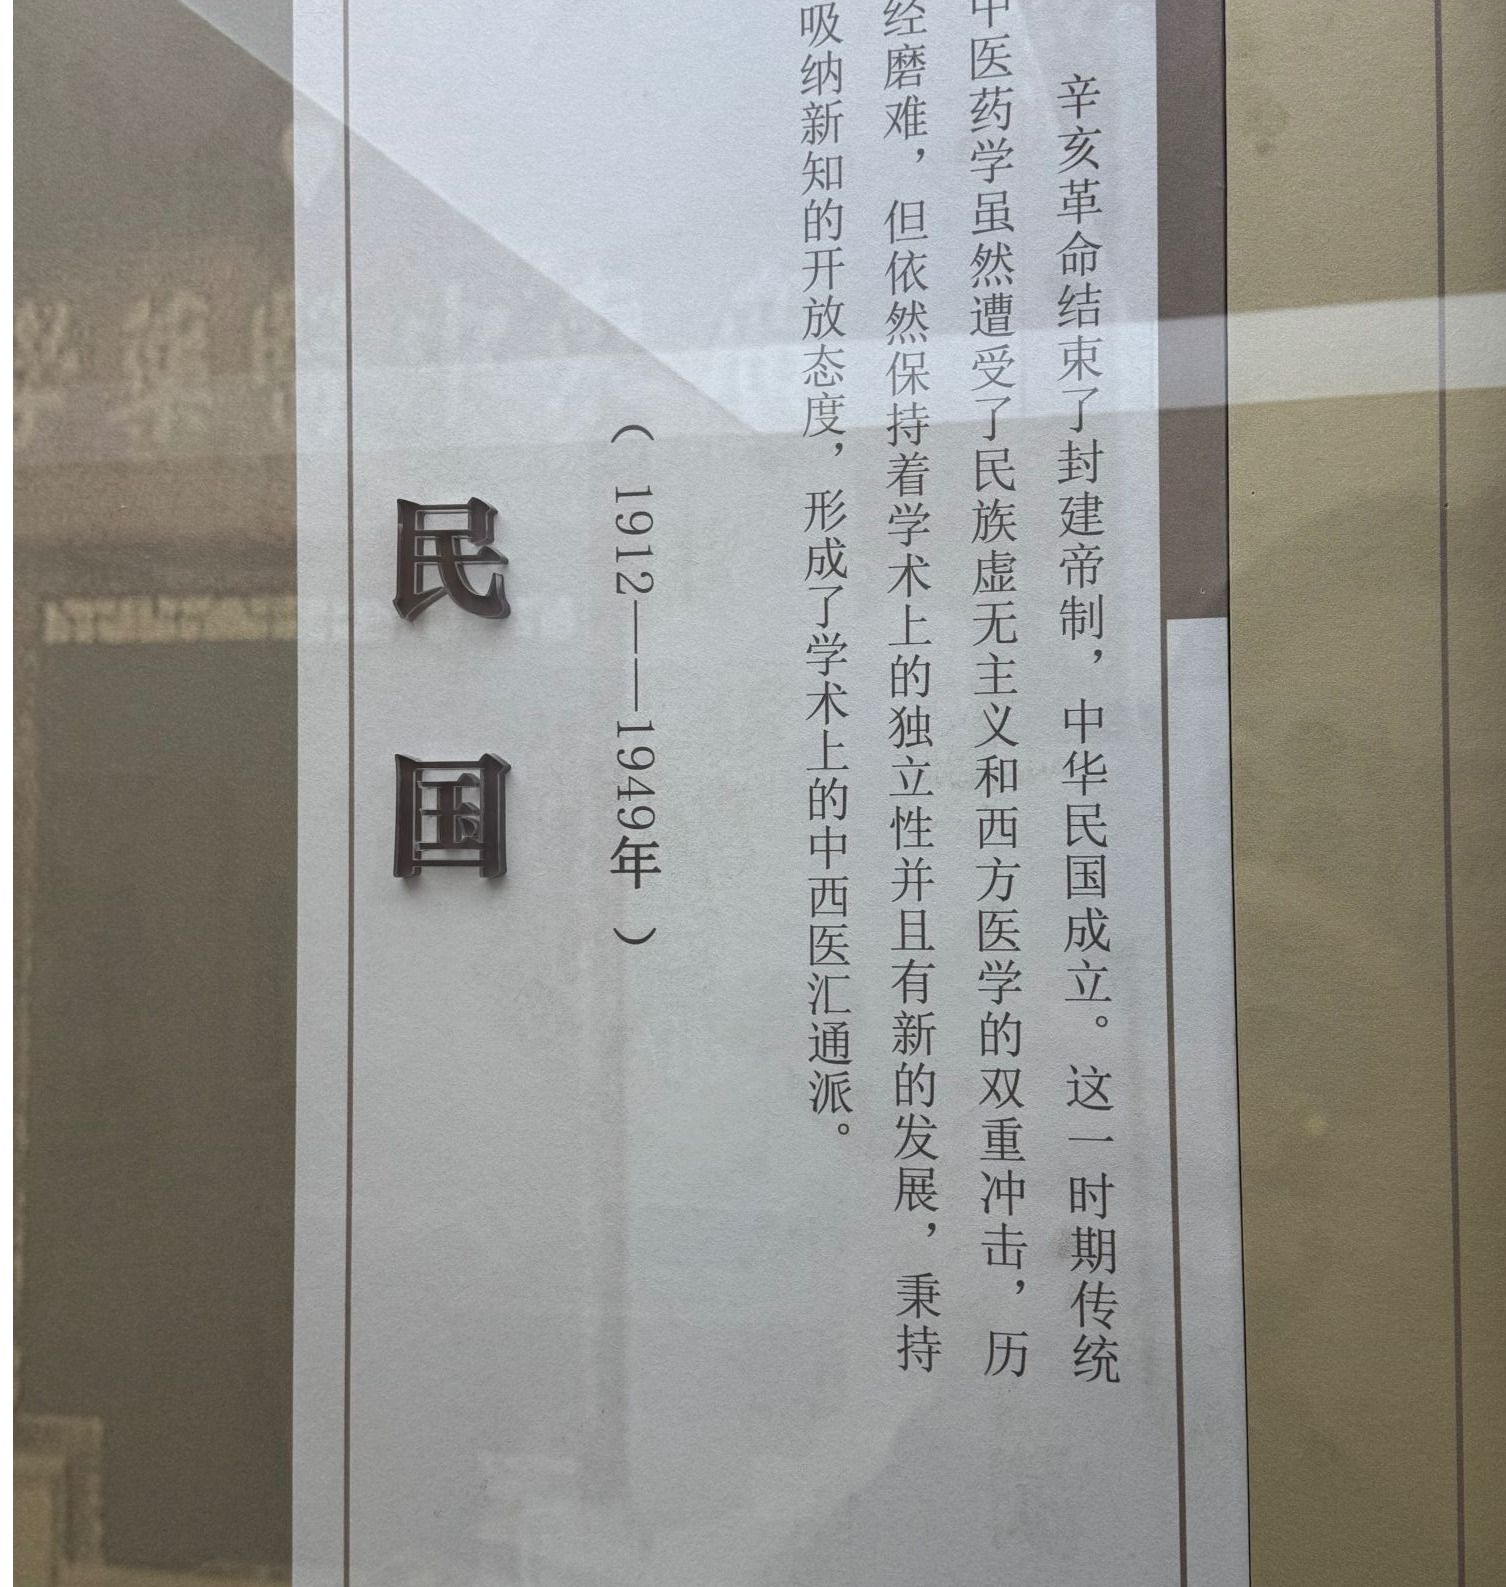 辛亥革命结束了封建帝制，中华民国成立。这一时期传统
中医药学虽然遭受了民族虚无主义和西方医学的双重冲击，历
经磨难，但依然保持着学术上的独立性并且有新的发展，秉持
吸纳新知的开放态度，形成了学术上的中西医汇通派。
（1912——1949年）
民国